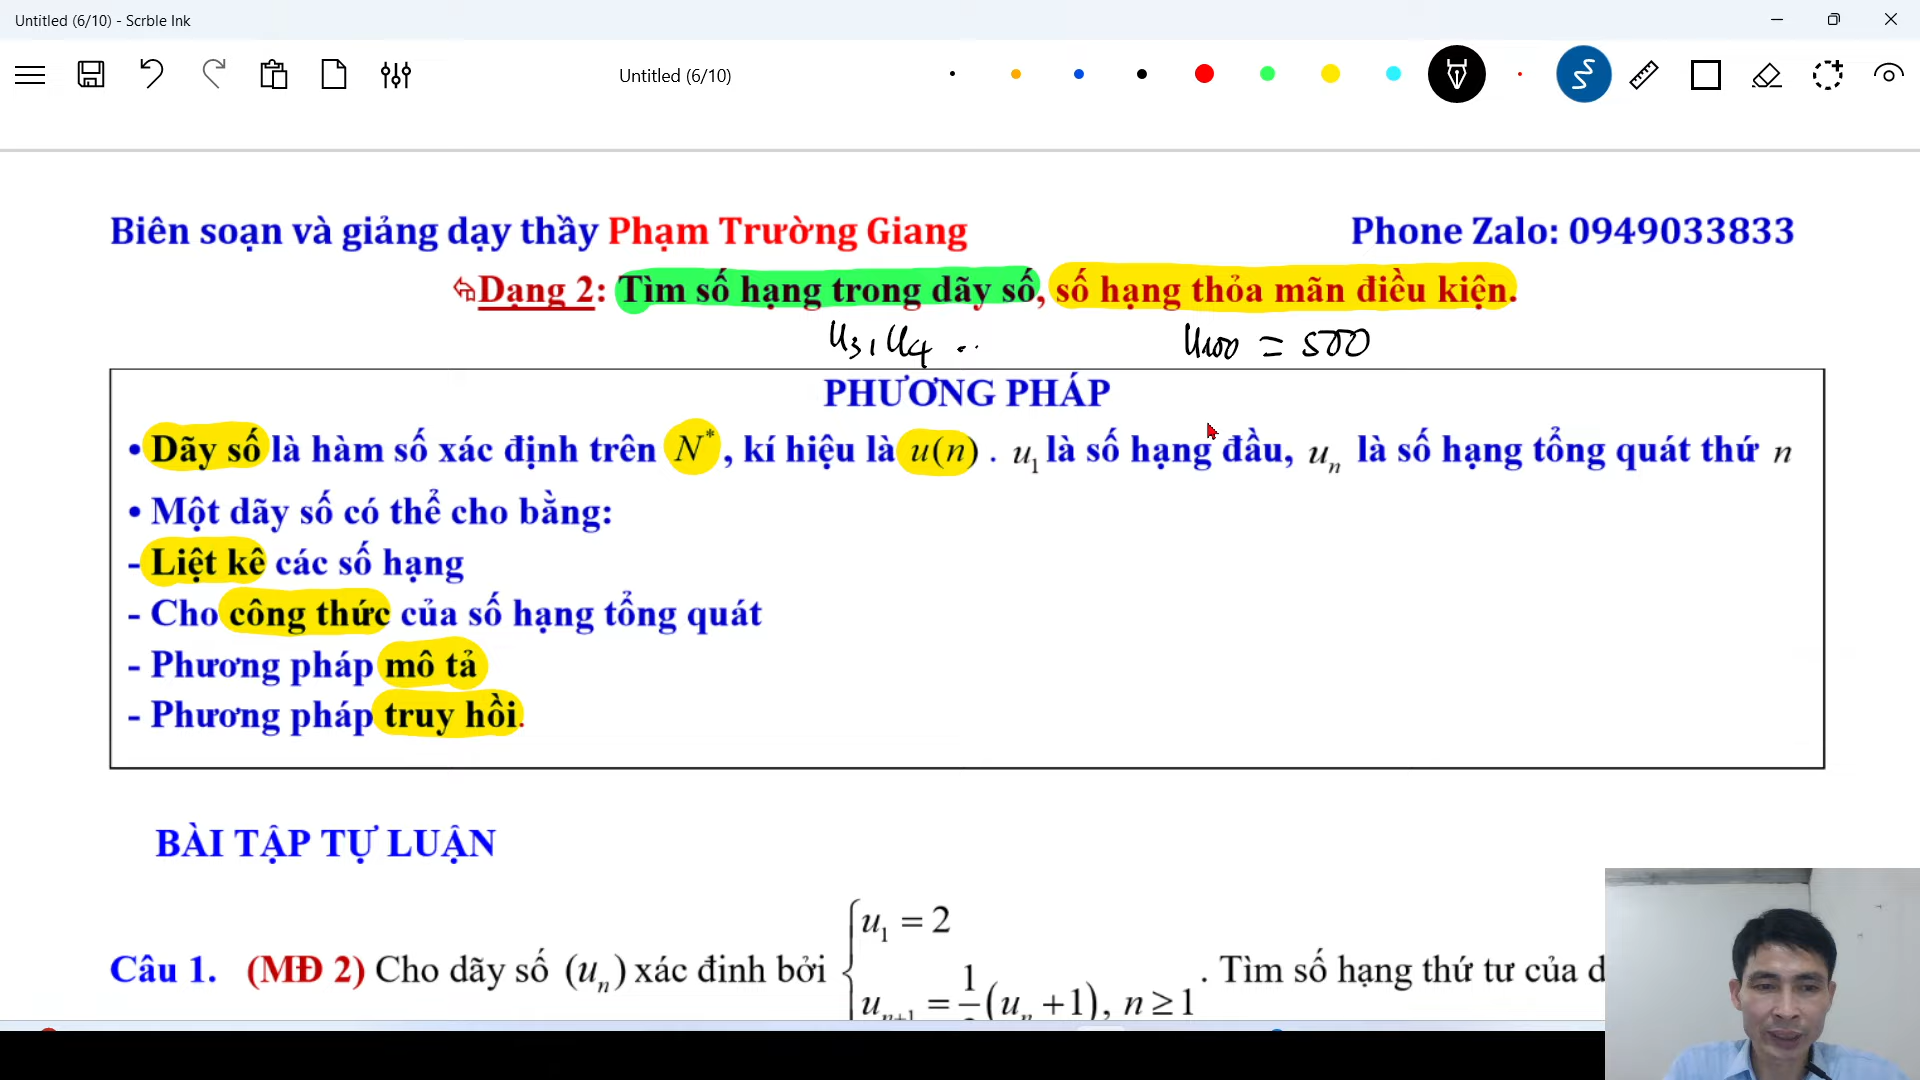 Untitled (6/10) - Scrble Ink
Untitled (6/10)
Biên soạn và giảng dạy thầy Phạm Trường Giang Phone Zalo: 0949033833
Dạng 2: Tìm số hạng trong dãy số, số hạng thỏa mãn điều kiện.
u₃, u₄ .. u₁₀₀ = 500
PHƯƠNG PHÁP
• Dãy số là hàm số xác định trên N*, kí hiệu là u(n) . u₁ là số hạng đầu, uₙ là số hạng tổng quát thứ n
• Một dãy số có thể cho bằng:
- Liệt kê các số hạng
- Cho công thức của số hạng tổng quát
- Phương pháp mô tả
- Phương pháp truy hồi.
BÀI TẬP TỰ LUẬN
u₁ = 2
Câu 1. (MĐ 2) Cho dãy số (uₙ) xác đinh bởi . Tìm số hạng thứ tư của
uₙ₊₁ = 1 (uₙ + 1), n ≥ 1